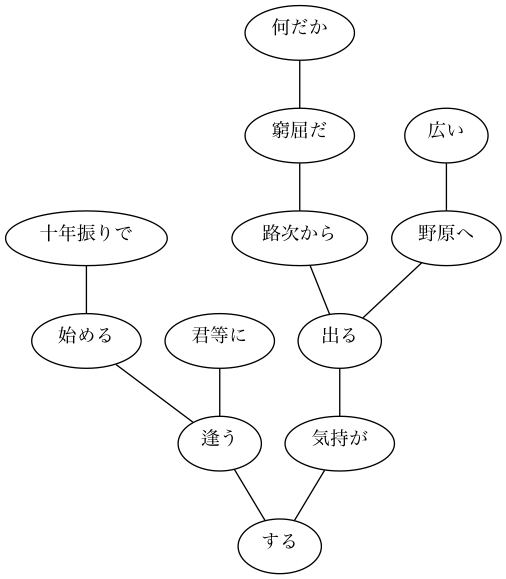 何だか
窮屈だ
広い
十年振りで
路次から
野原へ
始める
君等に
出る
逢う
気持が
する